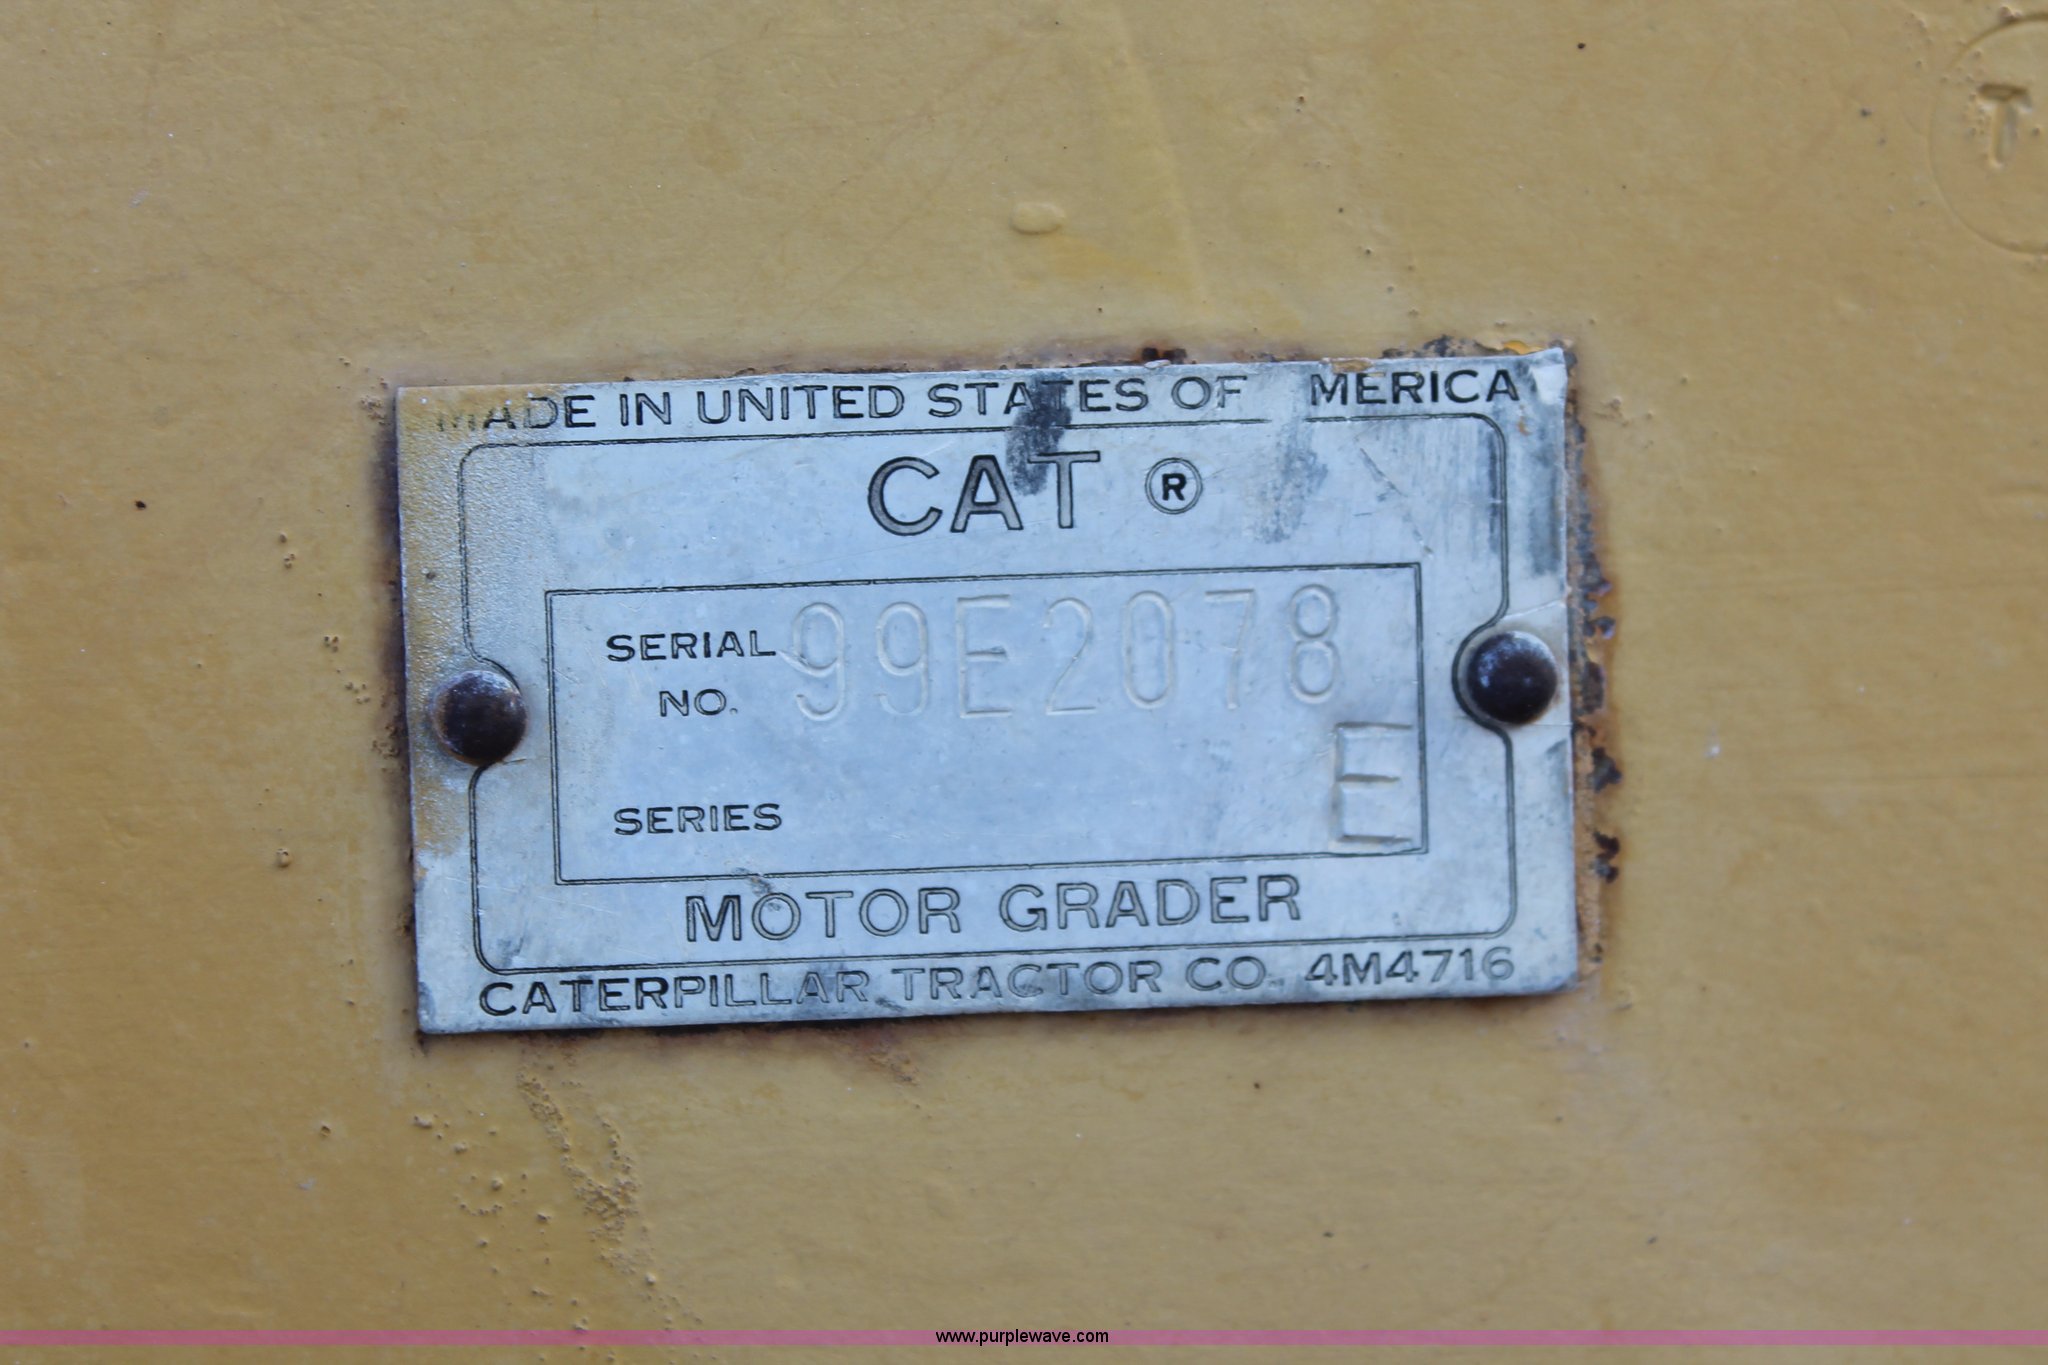 T
MADE IN UNITED STATES OF MERICA
CAT ®
SERIAL NO. 99E2078
SERIES E
MOTOR GRADER
CATERPILLAR TRACTOR CO. 4M4716
www.purplewave.com